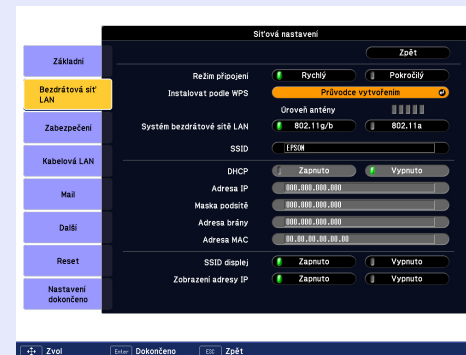 Síťová nastavení
Zpět
Základní
Bezdrátová síť
LAN
Zabezpečení
Kabelová LAN
Mail
Další
Reset
Nastavení
dokončeno
Režim připojení Rychlý Pokročilý
Instalovat podle WPS Průvodce vytvořením
Úroveň antény
Systém bezdrátové sítě LAN 802.11g/b 802.11a
SSID EPSON
DHCP Zapnuto Vypnuto
Adresa IP 000.000.000.000
Maska podsítě 000.000.000.000
Adresa brány 000.000.000.000
Adresa MAC 00.00.00.00.00.00
SSID displej Zapnuto Vypnuto
Zobrazení adresy IP Zapnuto Vypnuto
Zvol Enter Dokončeno ESC Zpět